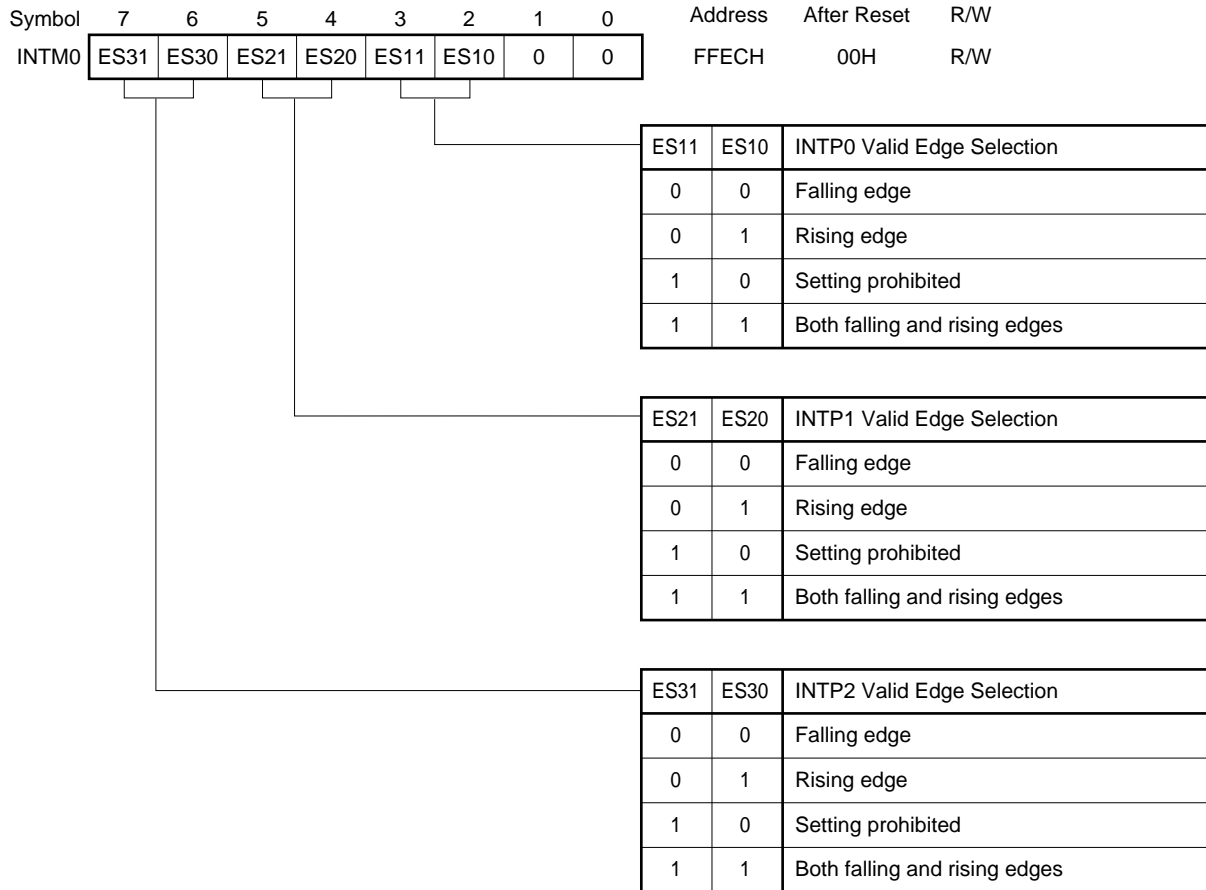 Symbol 7 6 5 4 3 2 1 0 Address After Reset R/W
INTM0 ES31 ES30 ES21 ES20 ES11 ES10 0 0 FFECH 00H R/W
ES11 ES10 INTP0 Valid Edge Selection
0 0 Falling edge
0 1 Rising edge
1 0 Setting prohibited
1 1 Both falling and rising edges
ES21 ES20 INTP1 Valid Edge Selection
0 0 Falling edge
0 1 Rising edge
1 0 Setting prohibited
1 1 Both falling and rising edges
ES31 ES30 INTP2 Valid Edge Selection
0 0 Falling edge
0 1 Rising edge
1 0 Setting prohibited
1 1 Both falling and rising edges